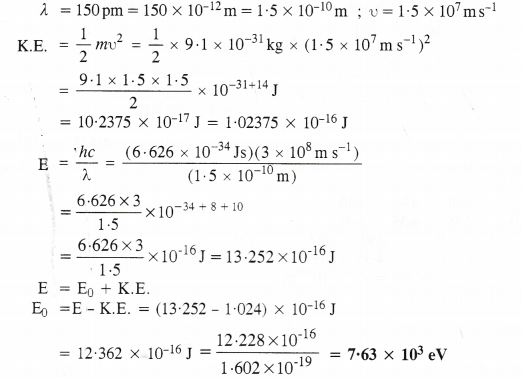 λ = 150 pm = 150 × 10⁻¹² m = 1·5 × 10⁻¹⁰ m ; υ = 1·5 × 10⁷ m s⁻¹
K.E. = 1/2 mυ² = 1/2 × 9·1 × 10⁻³¹ kg × (1·5 × 10⁷ m s⁻¹)²
= (9·1 × 1·5 × 1·5)/2 × 10⁻³¹⁺¹⁴ J
= 10·2375 × 10⁻¹⁷ J = 1·02375 × 10⁻¹⁶ J
E = hc/λ = (6·626 × 10⁻³⁴ Js)(3 × 10⁸ m s⁻¹)/(1·5 × 10⁻¹⁰ m)
= (6·626 × 3)/1·5 × 10⁻³⁴ ⁺ ⁸ ⁺ ¹⁰
= (6·626 × 3)/1·5 × 10⁻¹⁶ J = 13·252 × 10⁻¹⁶ J
E = E₀ + K.E.
E₀ = E – K.E. = (13·252 – 1·024) × 10⁻¹⁶ J
= 12·362 × 10⁻¹⁶ J = (12·228 × 10⁻¹⁶)/(1·602 × 10⁻¹⁹) = 7·63 × 10³ eV